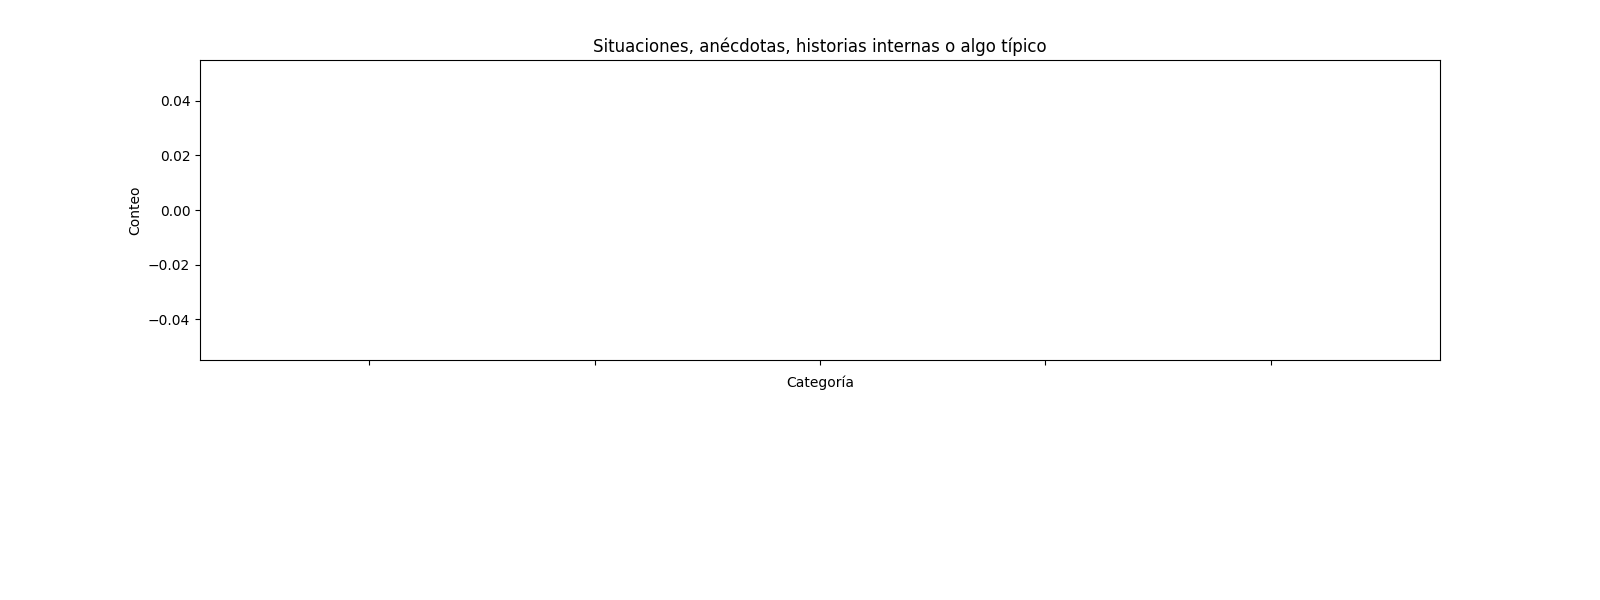 Situaciones, anécdotas, historias internas o algo típico
0.04
0.02
0.00
−0.02
−0.04
Conteo
Categoría